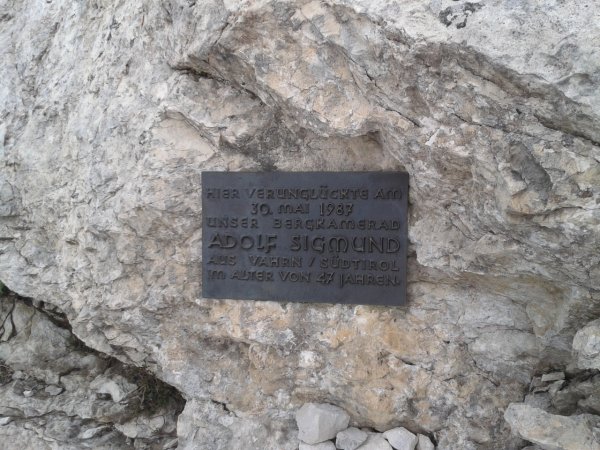 HIER VERUNGLÜCKTE AM
30. MAI 1987
UNSER BERGKAMERAD
ADOLF SIGMUND
AUS VAHRN / SÜDTIROL
IM ALTER VON 47 JAHREN.